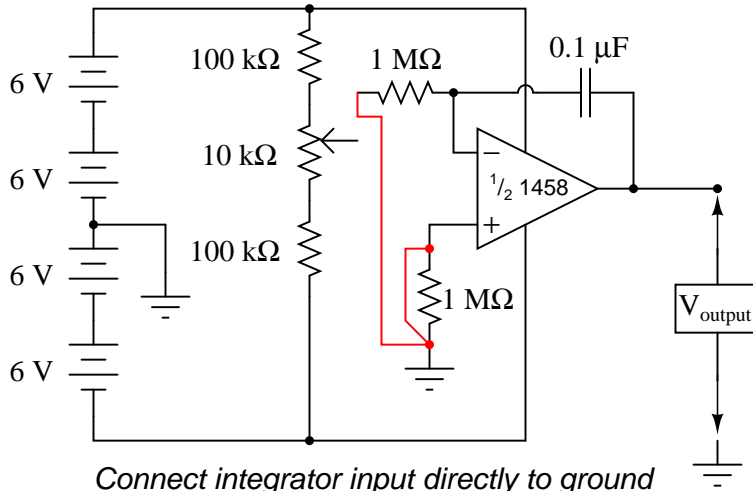 100 kΩ
1 MΩ
0.1 μF
6 V
6 V
10 kΩ
−
1/2 1458
+
6 V
100 kΩ
1 MΩ
Voutput
6 V
Connect integrator input directly to ground